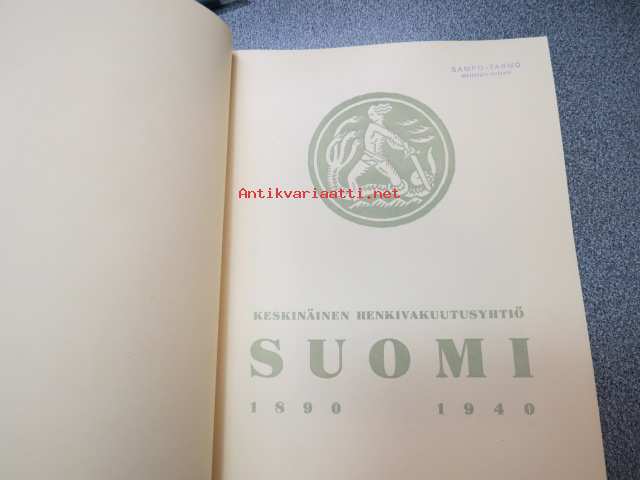 SAMPO-TARMO
Antikvariaatti.net
KESKINÄINEN HENKIVAKUUTUSYHTIÖ
SUOMI
1890 1940